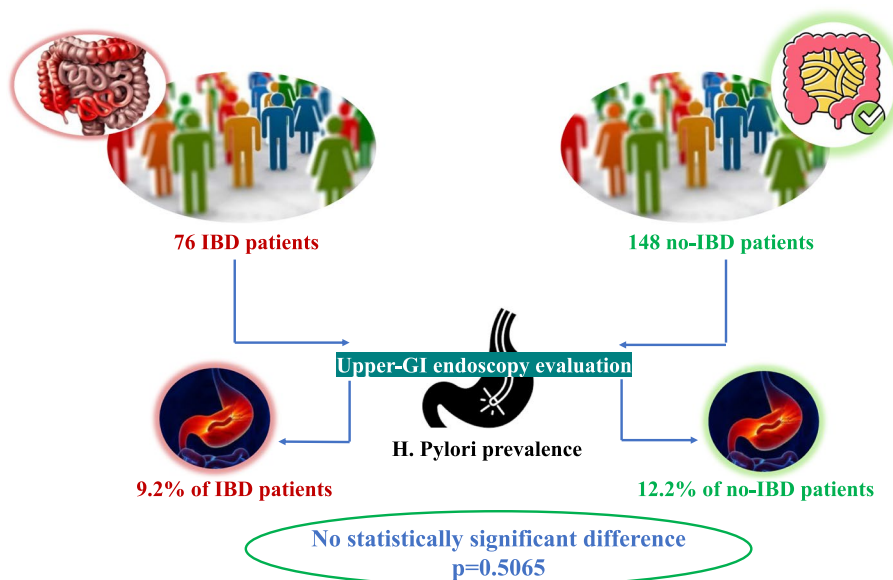 76 IBD patients
148 no-IBD patients
Upper-GI endoscopy evaluation
H. Pylori prevalence
9.2% of IBD patients
12.2% of no-IBD patients
No statistically significant difference
p=0.5065